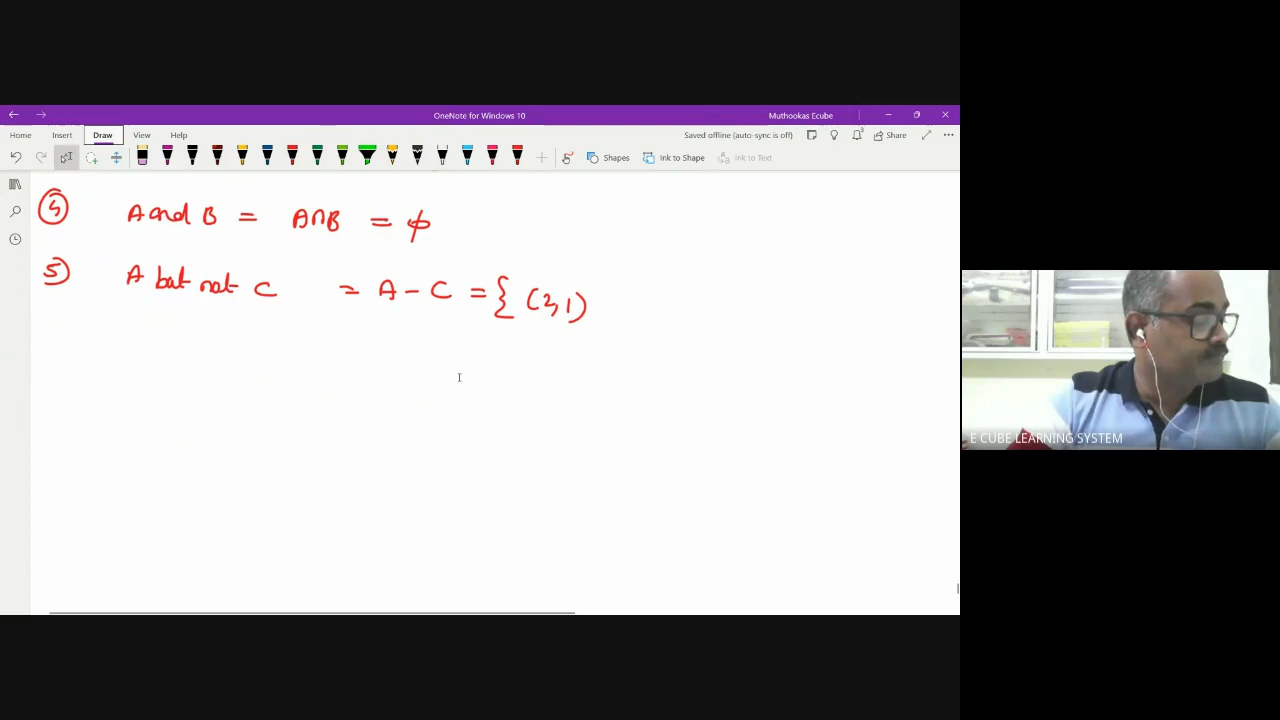 OneNote for Windows 10
Muthookas Ecube
Home Insert Draw View Help
Saved offline (auto-sync is off)
3
Share
Shapes
Ink to Shape
Ink to Text
④ A and B = A∩B = ϕ
⑤ A but not C = A - C = { (2,1)
E CUBE LEARNING SYSTEM